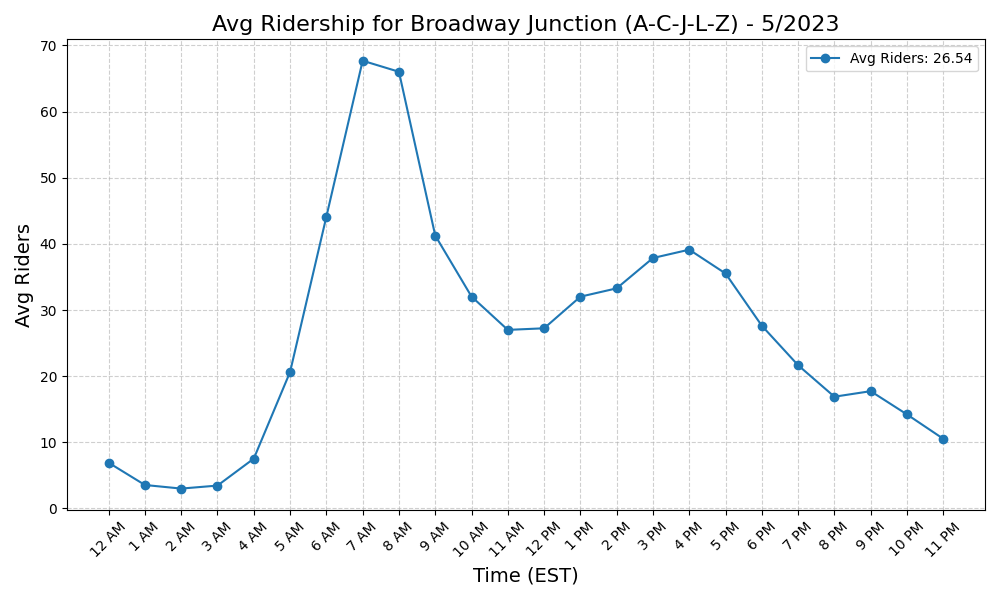 Avg Ridership for Broadway Junction (A-C-J-L-Z) - 5/2023
Avg Riders: 26.54
Avg Riders
70
60
50
40
30
20
10
0
12 AM
1 AM
2 AM
3 AM
4 AM
5 AM
6 AM
7 AM
8 AM
9 AM
10 AM
11 AM
12 PM
1 PM
2 PM
3 PM
4 PM
5 PM
6 PM
7 PM
8 PM
9 PM
10 PM
11 PM
Time (EST)